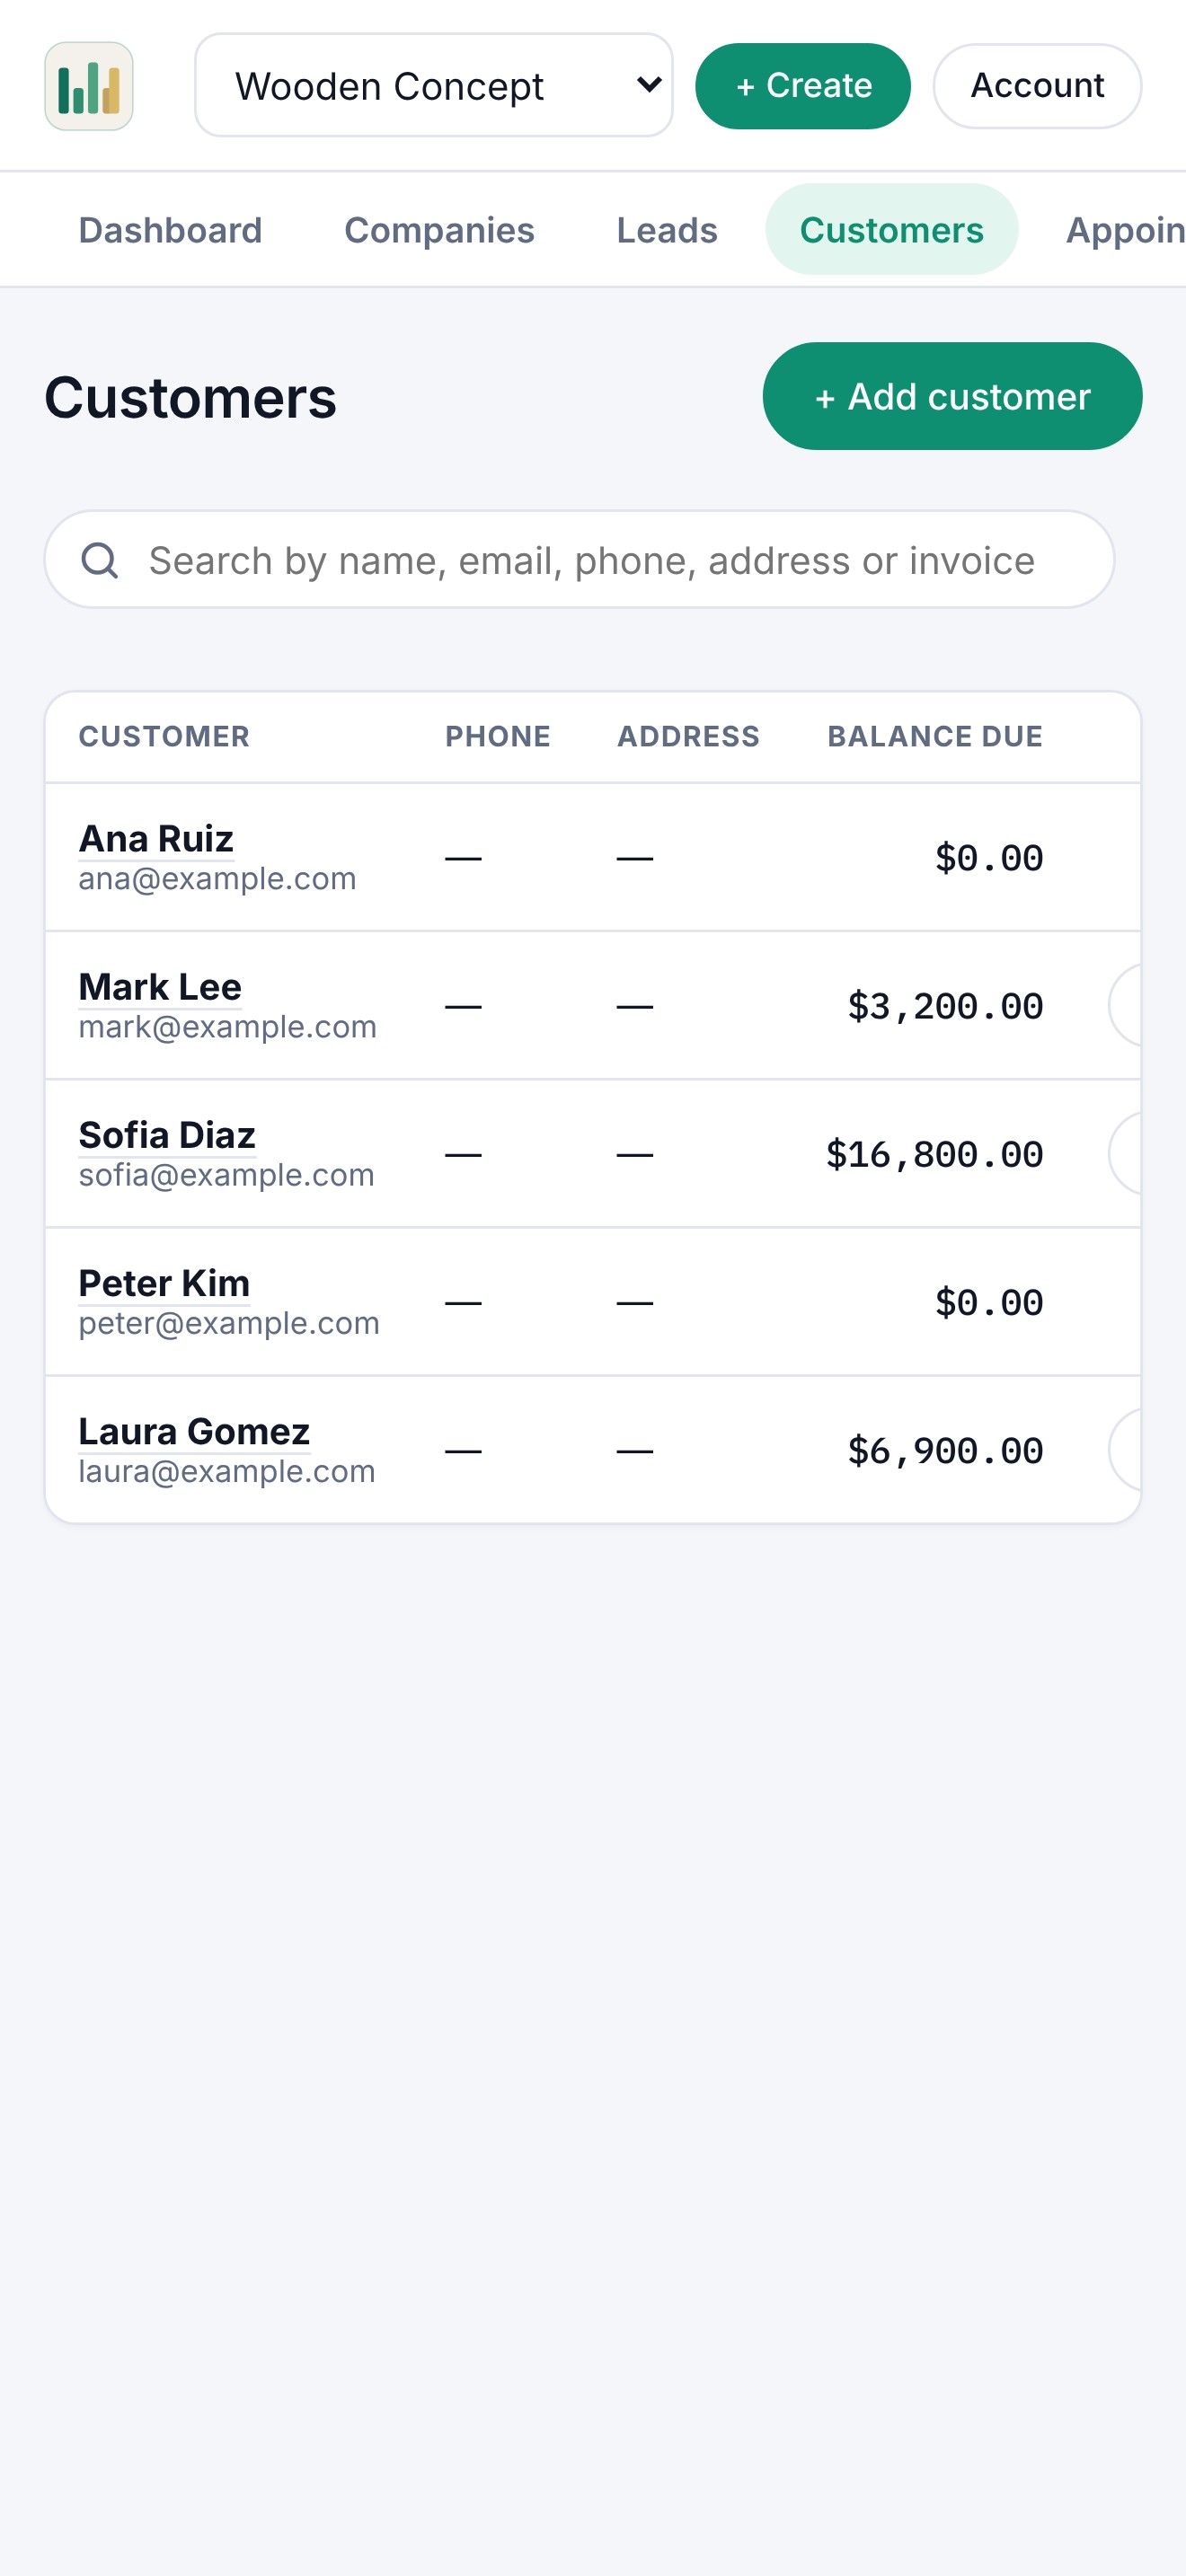 Wooden Concept
+ Create
Account
Dashboard Companies Leads Customers Appoin
Customers
+ Add customer
Search by name, email, phone, address or invoice
CUSTOMER PHONE ADDRESS BALANCE DUE
Ana Ruiz
ana@example.com
— — $0.00
Mark Lee
mark@example.com
— — $3,200.00
Sofia Diaz
sofia@example.com
— — $16,800.00
Peter Kim
peter@example.com
— — $0.00
Laura Gomez
laura@example.com
— — $6,900.00